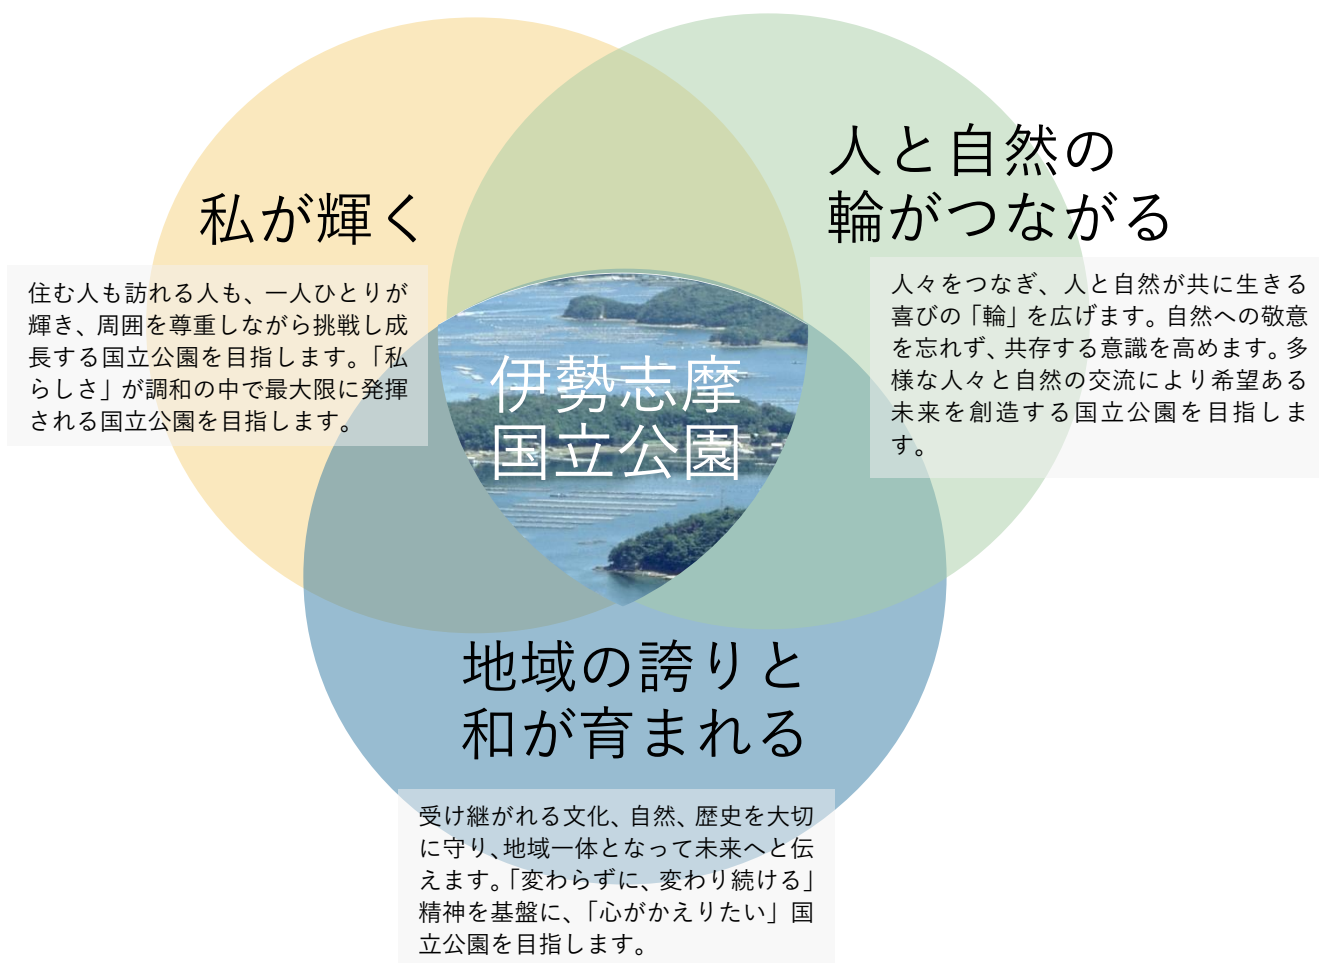 私が輝く
住む人も訪れる人も、一人ひとりが
輝き、周囲を尊重しながら挑戦し成
長する国立公園を目指します。「私
らしさ」が調和の中で最大限に発揮
される国立公園を目指します。
人と自然の
輪がつながる
人々をつなぎ、人と自然が共に生きる
喜びの「輪」を広げます。自然への敬意
を忘れず、共存する意識を高めます。多
様な人々と自然の交流により希望ある
未来を創造する国立公園を目指しま
す。
伊勢志摩
国立公園
地域の誇りと
和が育まれる
受け継がれる文化、自然、歴史を大切
に守り、地域一体となって未来へと伝
えます。「変わらずに、変わり続ける」
精神を基盤に、「心がかえりたい」国
立公園を目指します。